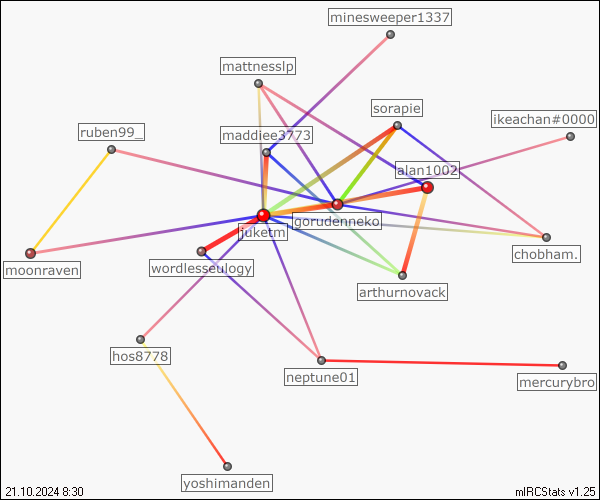 minesweeper1337
mattnesslp
sorapie
ikeachan#0000
ruben99_
maddiee3773
alan1002
gorudenneko
juketm
chobham.
moonraven
wordlesseulogy
arthurnovack
hos8778
neptune01
mercurybro
yoshimanden
21.10.2024 8:30
mIRCStats v1.25